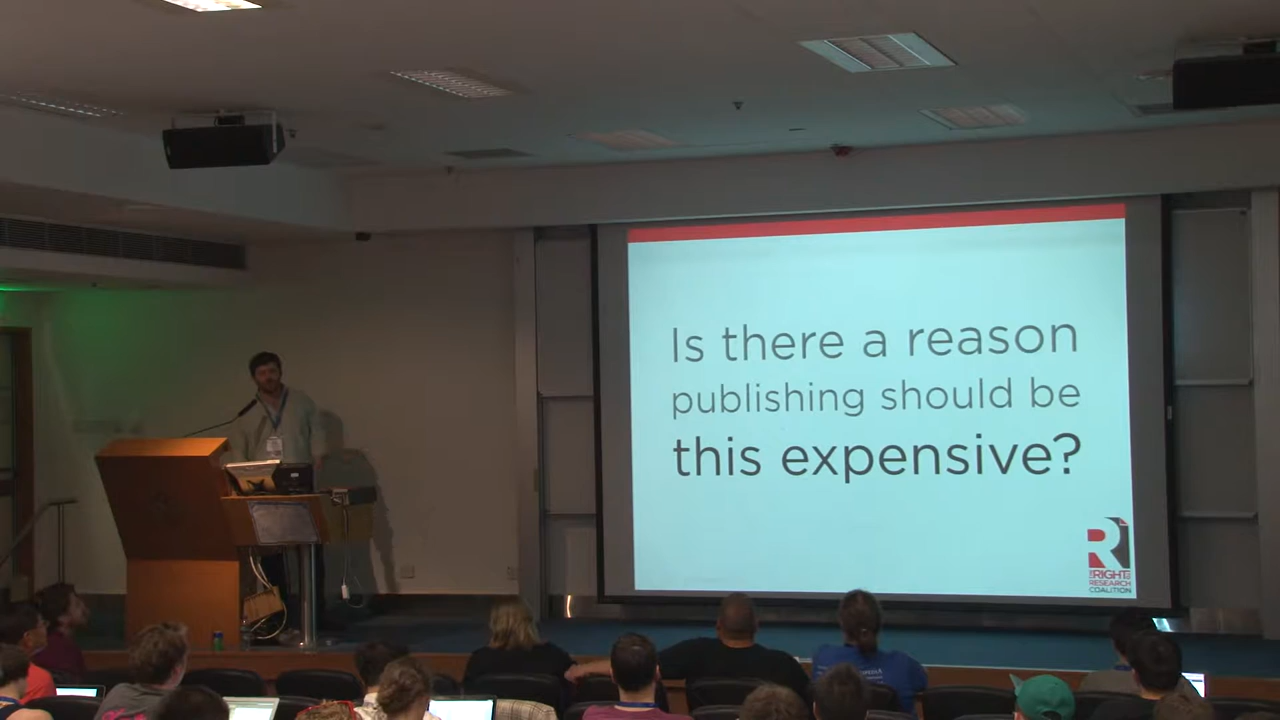 Is there a reason
publishing should be
this expensive?
RIGHT
RESEARCH
COALITION